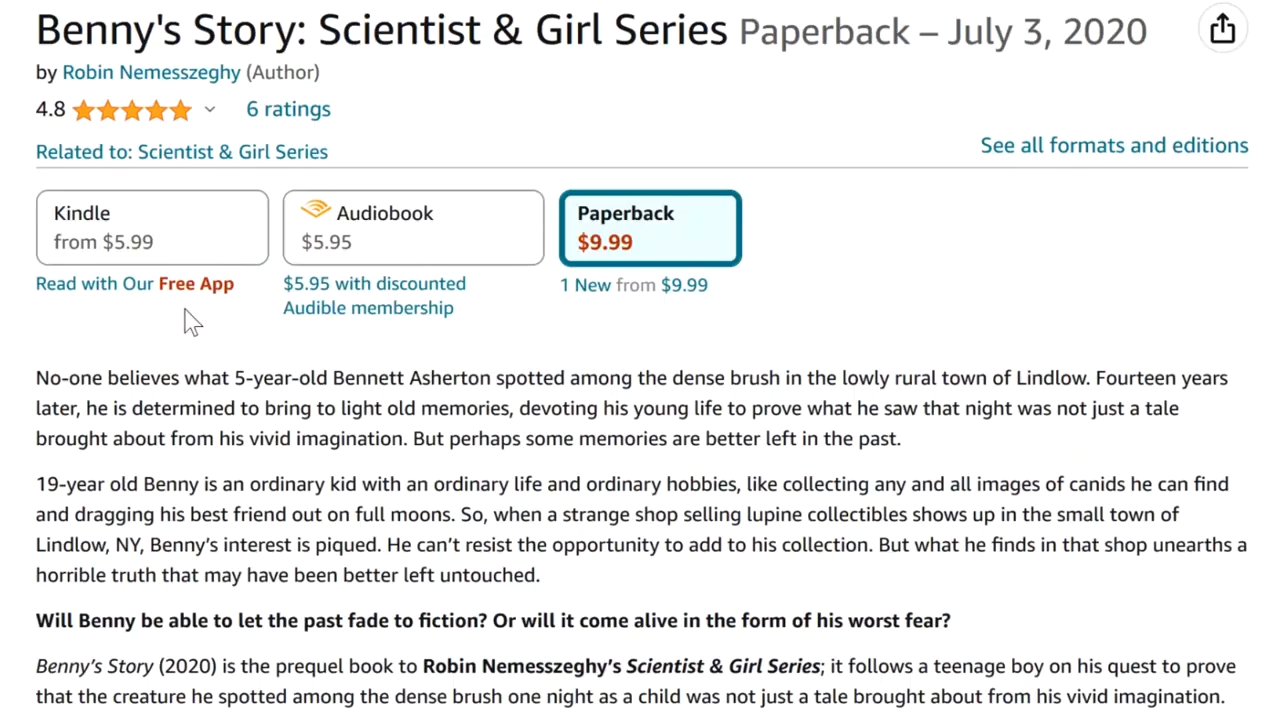 Benny's Story: Scientist & Girl Series Paperback – July 3, 2020
by Robin Nemesszeghy (Author)
4.8 6 ratings
Related to: Scientist & Girl Series
See all formats and editions
Kindle
from $5.99
Read with Our Free App
Audiobook
$5.95
$5.95 with discounted
Audible membership
Paperback
$9.99
1 New from $9.99
No-one believes what 5-year-old Bennett Asherton spotted among the dense brush in the lowly rural town of Lindlow. Fourteen years
later, he is determined to bring to light old memories, devoting his young life to prove what he saw that night was not just a tale
brought about from his vivid imagination. But perhaps some memories are better left in the past.
19-year old Benny is an ordinary kid with an ordinary life and ordinary hobbies, like collecting any and all images of canids he can find
and dragging his best friend out on full moons. So, when a strange shop selling lupine collectibles shows up in the small town of
Lindlow, NY, Benny’s interest is piqued. He can’t resist the opportunity to add to his collection. But what he finds in that shop unearths a
horrible truth that may have been better left untouched.
Will Benny be able to let the past fade to fiction? Or will it come alive in the form of his worst fear?
Benny’s Story (2020) is the prequel book to Robin Nemesszeghy’s Scientist & Girl Series; it follows a teenage boy on his quest to prove
that the creature he spotted among the dense brush one night as a child was not just a tale brought about from his vivid imagination.